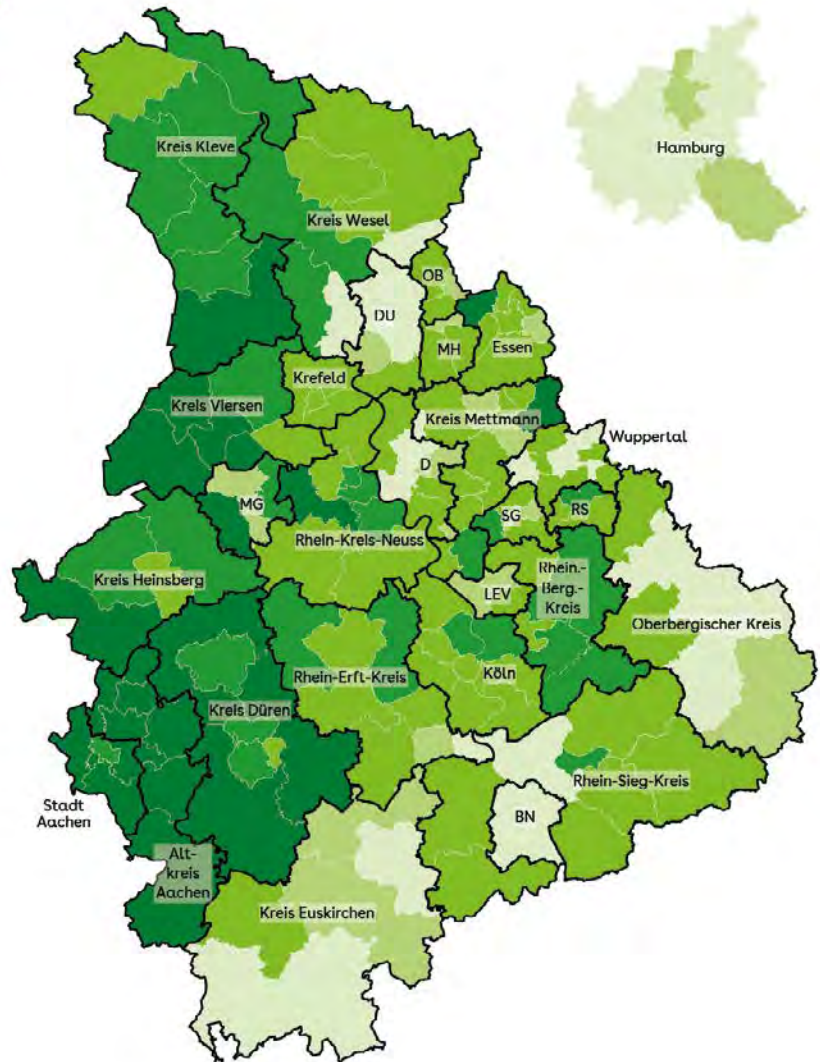 Hamburg
Kreis Kleve
Kreis Wesel
OB
DU
MH
Essen
Krefeld
Kreis Viersen
Kreis Mettmann
Wuppertal
D
MG
SG
RS
Rhein-Kreis-Neuss
Kreis Heinsberg
LEV
Rhein.-
Berg.-
Kreis
Oberbergischer Kreis
Rhein-Erft-Kreis
Köln
Kreis Düren
Rhein-Sieg-Kreis
Stadt
Aachen
BN
Alt-
kreis
Aachen
Kreis Euskirchen